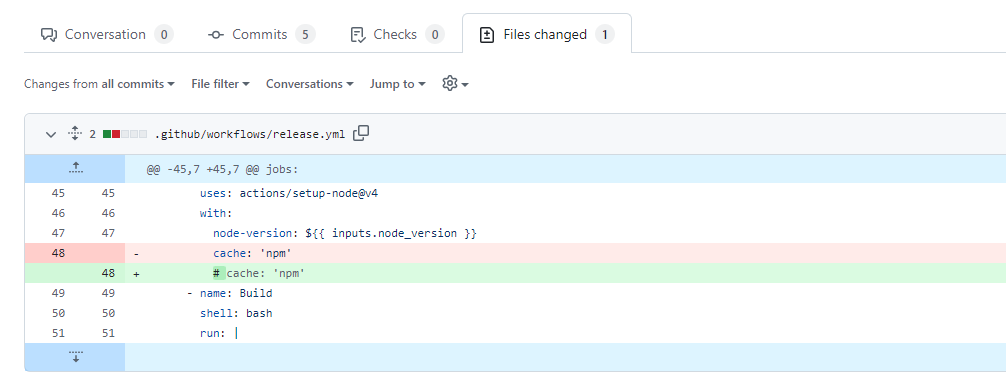 Conversation 0 Commits 5 Checks 0 Files changed 1
Changes from all commits File filter Conversations Jump to
2 .github/workflows/release.yml
@@ -45,7 +45,7 @@ jobs:
45 45 uses: actions/setup-node@v4
46 46 with:
47 47 node-version: ${{ inputs.node_version }}
48 - cache: 'npm'
48 + # cache: 'npm'
49 49 - name: Build
50 50 shell: bash
51 51 run: |